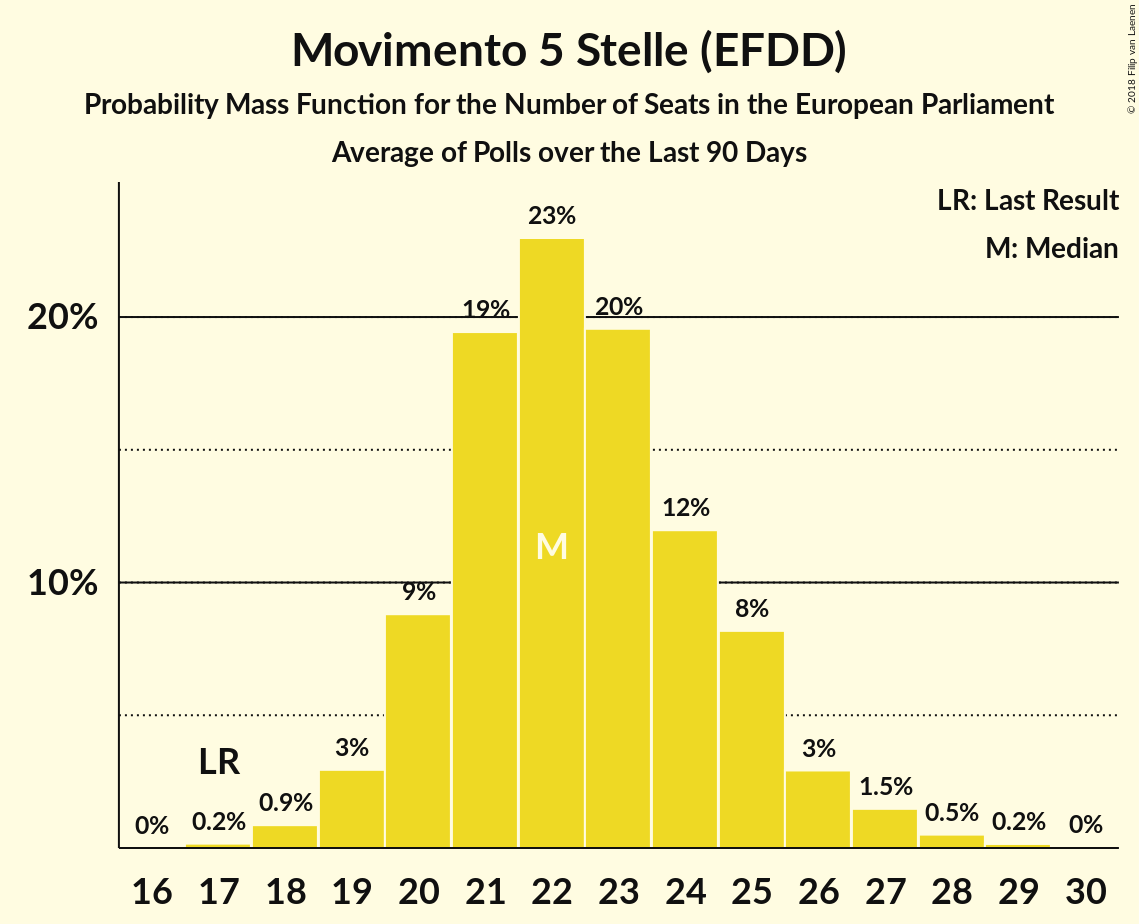 Movimento 5 Stelle (EFDD)
Probability Mass Function for the Number of Seats in the European Parliament
Average of Polls over the Last 90 Days
© 2018 Filip van Laenen
LR: Last Result
M: Median
20%
10%
0%
0.2%
0.9%
3%
9%
19%
23%
20%
12%
8%
3%
1.5%
0.5%
0.2%
0%
LR
M
16 17 18 19 20 21 22 23 24 25 26 27 28 29 30